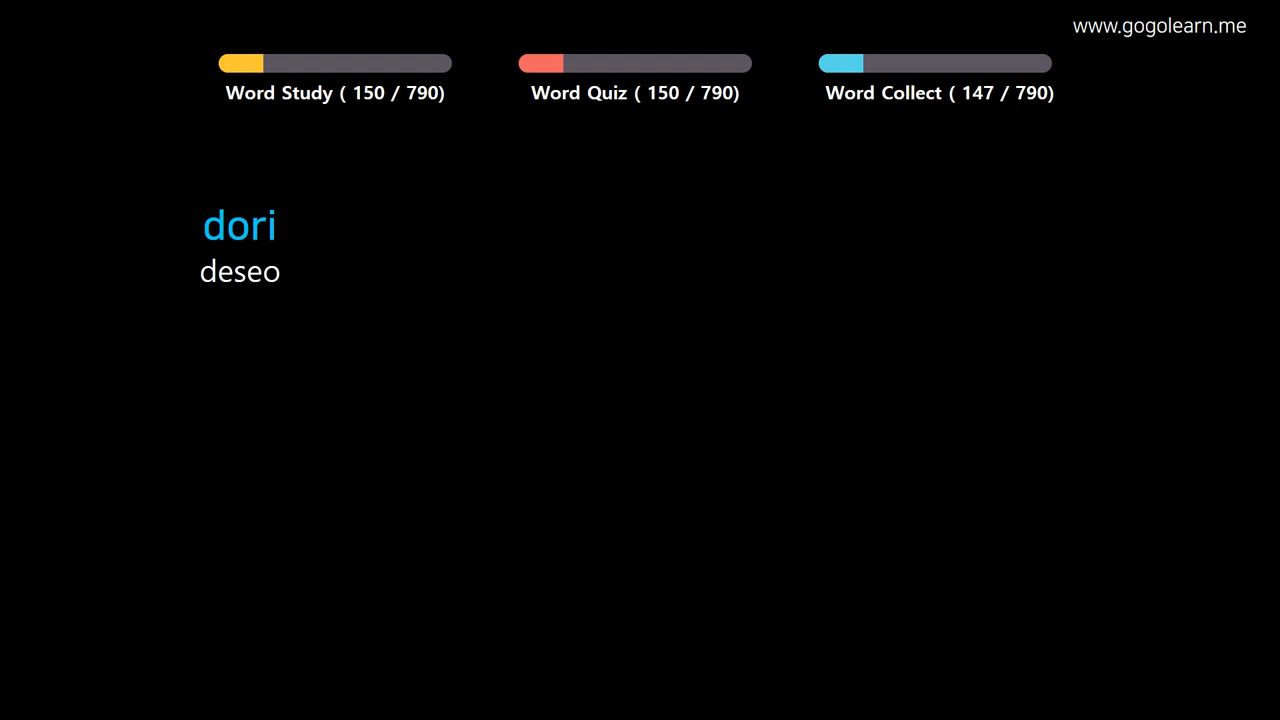 www.gogolearn.me
Word Study ( 150 / 790)
Word Quiz ( 150 / 790)
Word Collect ( 147 / 790)
dori
deseo